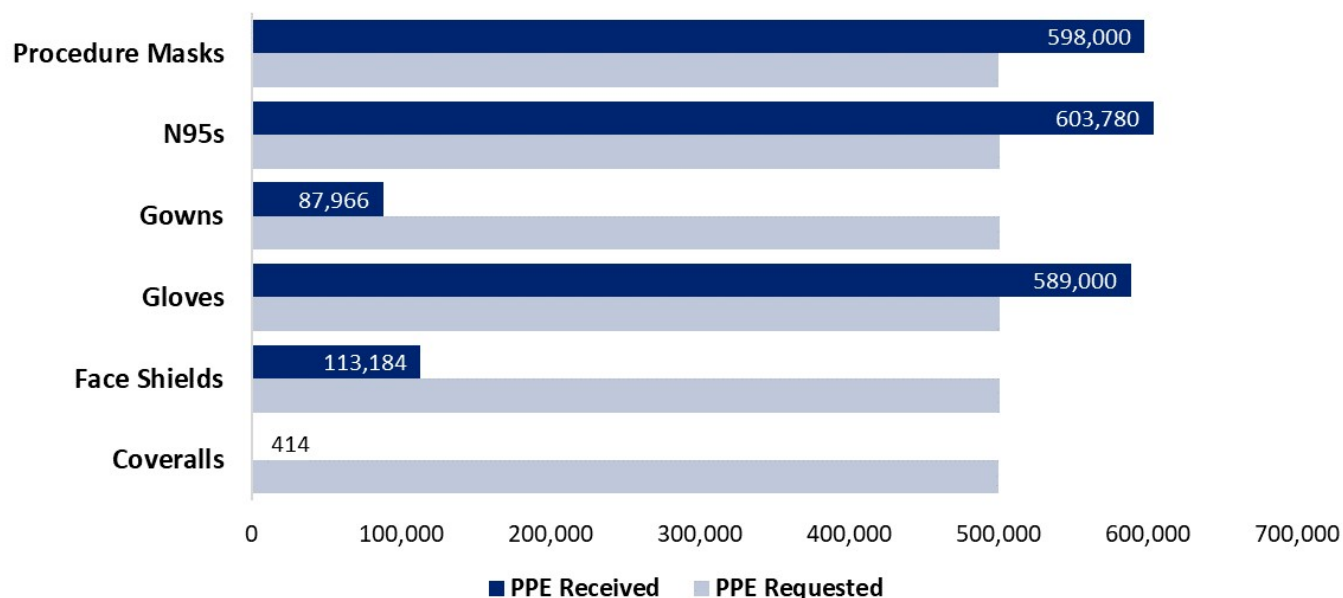 Procedure Masks
598,000
N95s
603,780
Gowns
87,966
Gloves
589,000
Face Shields
113,184
Coveralls
414
0 100,000 200,000 300,000 400,000 500,000 600,000 700,000
PPE Received PPE Requested